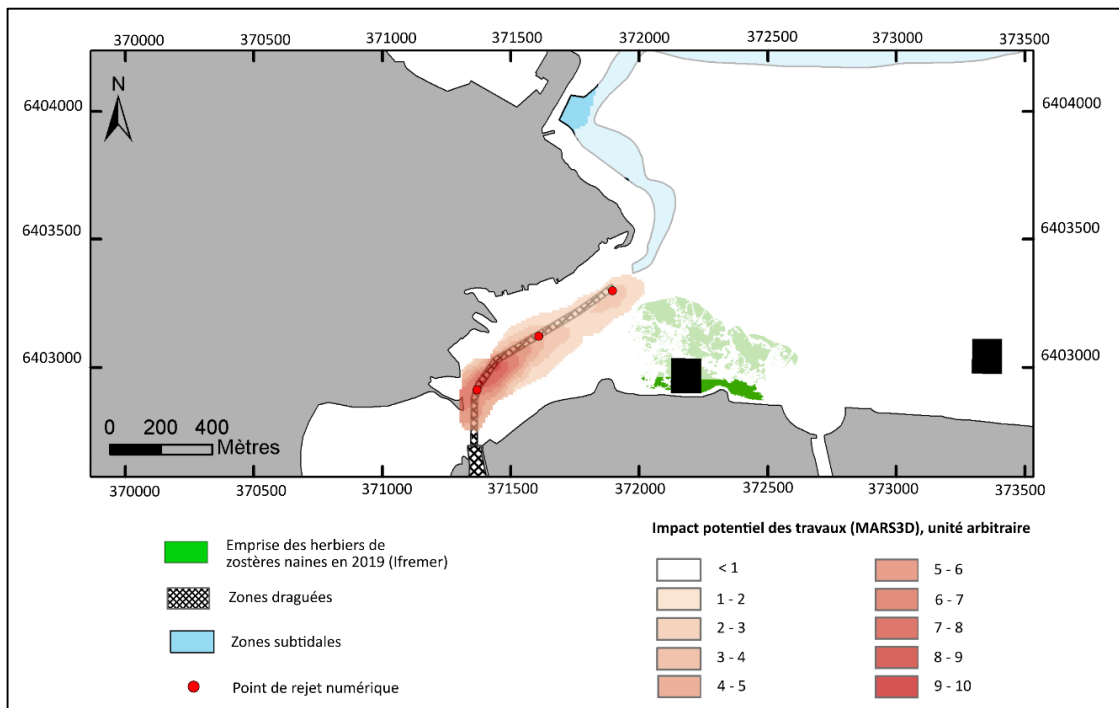 370000 370500 371000 371500 372000 372500 373000 373500
N
6404000 6404000
6403500 6403500
6403000 6403000
0 200 400
Mètres
370000 370500 371000 371500 372000 372500 373000 373500
Emprise des herbiers de
zostères naines en 2019 (Ifremer)
Zones draguées
Zones subtidales
Point de rejet numérique
Impact potentiel des travaux (MARS3D), unité arbitraire
< 1
1 - 2
2 - 3
3 - 4
4 - 5
5 - 6
6 - 7
7 - 8
8 - 9
9 - 10